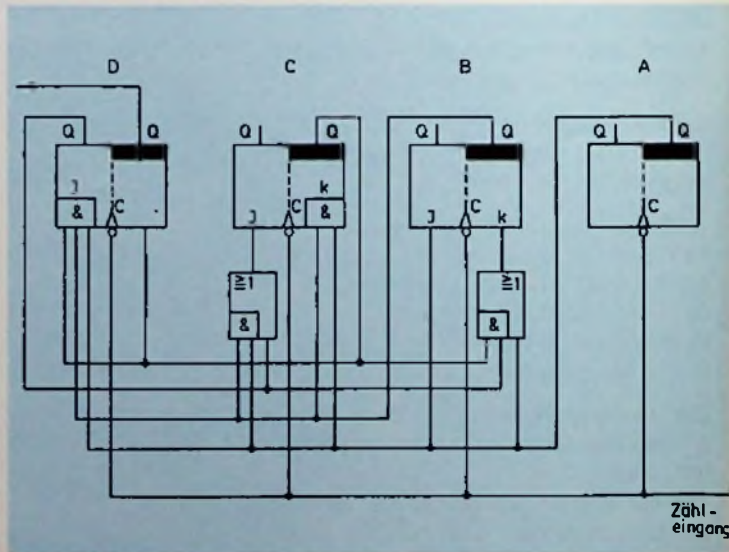 D C B A
Q Q Q Q Q Q Q Q
J C J C k J C k C
& &
≧1 ≧1
& &
Zähl-
eingang